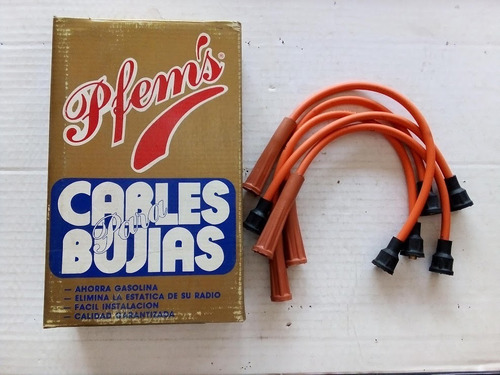 Pfem's
CABLES
Para
BUJIAS
— AHORRA GASOLINA
— ELIMINA LA ESTATICA DE SU RADIO
— FACIL INSTALACION
— CALIDAD GARANTIZADA